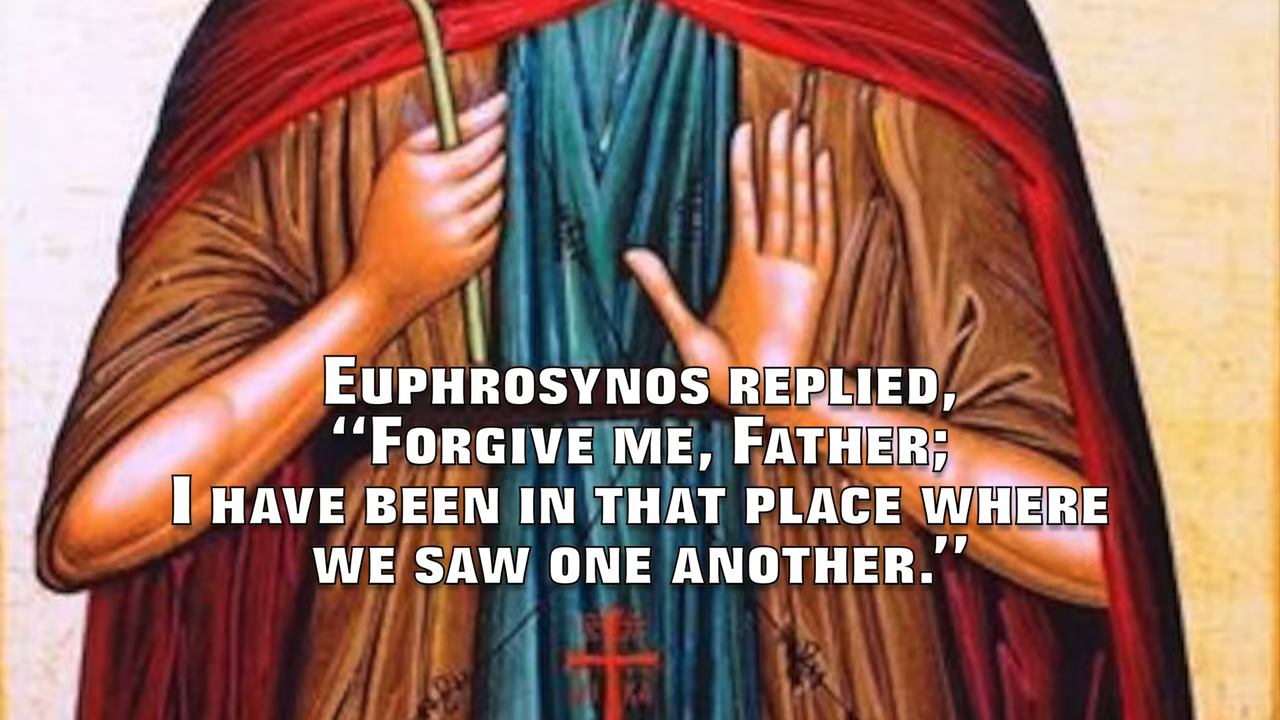 Euphrosynos replied,
“Forgive me, Father;
I have been in that place where
we saw one another.”